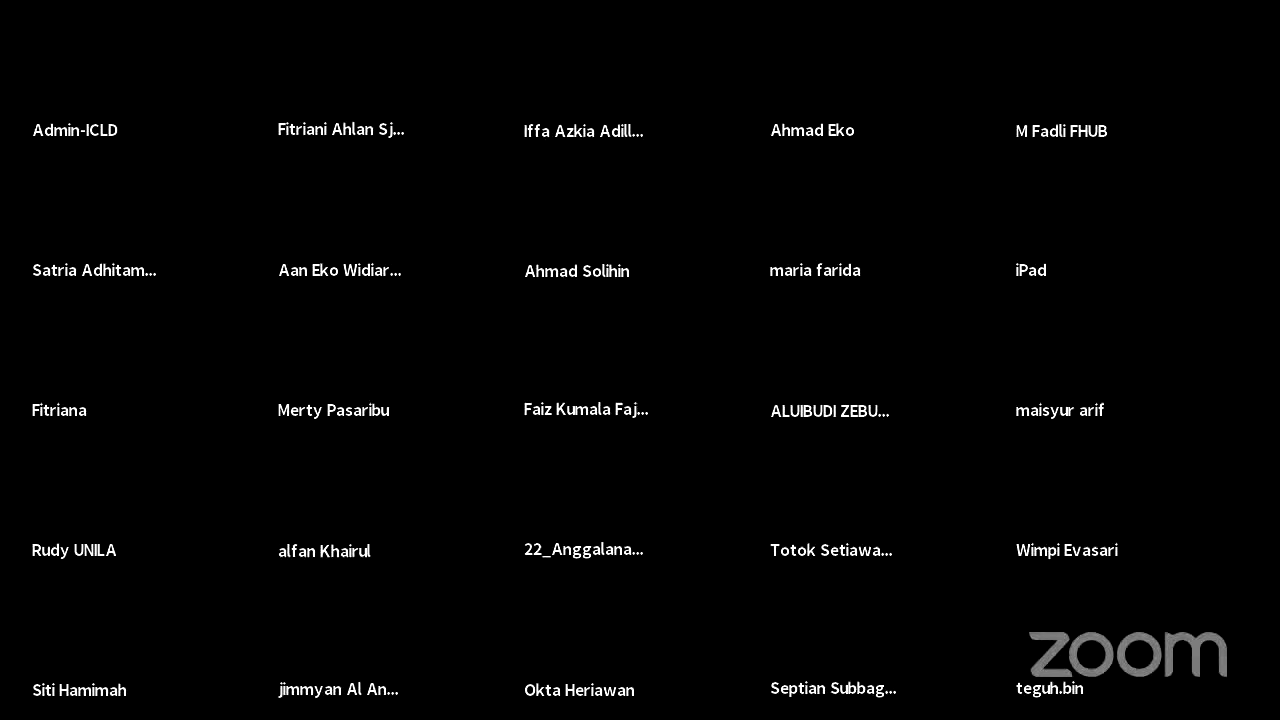 Admin-ICLD
Fitriani Ahlan Sj...
Iffa Azkia Adill...
Ahmad Eko
M Fadli FHUB
Satria Adhitam...
Aan Eko Widiar...
Ahmad Solihin
maria farida
iPad
Fitriana
Merty Pasaribu
Faiz Kumala Faj...
ALUIBUDI ZEBU...
maisyur arif
Rudy UNILA
alfan Khairul
22_Anggalana...
Totok Setiawa...
Wimpi Evasari
zoom
Siti Hamimah
jimmyan Al An...
Okta Heriawan
Septian Subbag...
teguh.bin